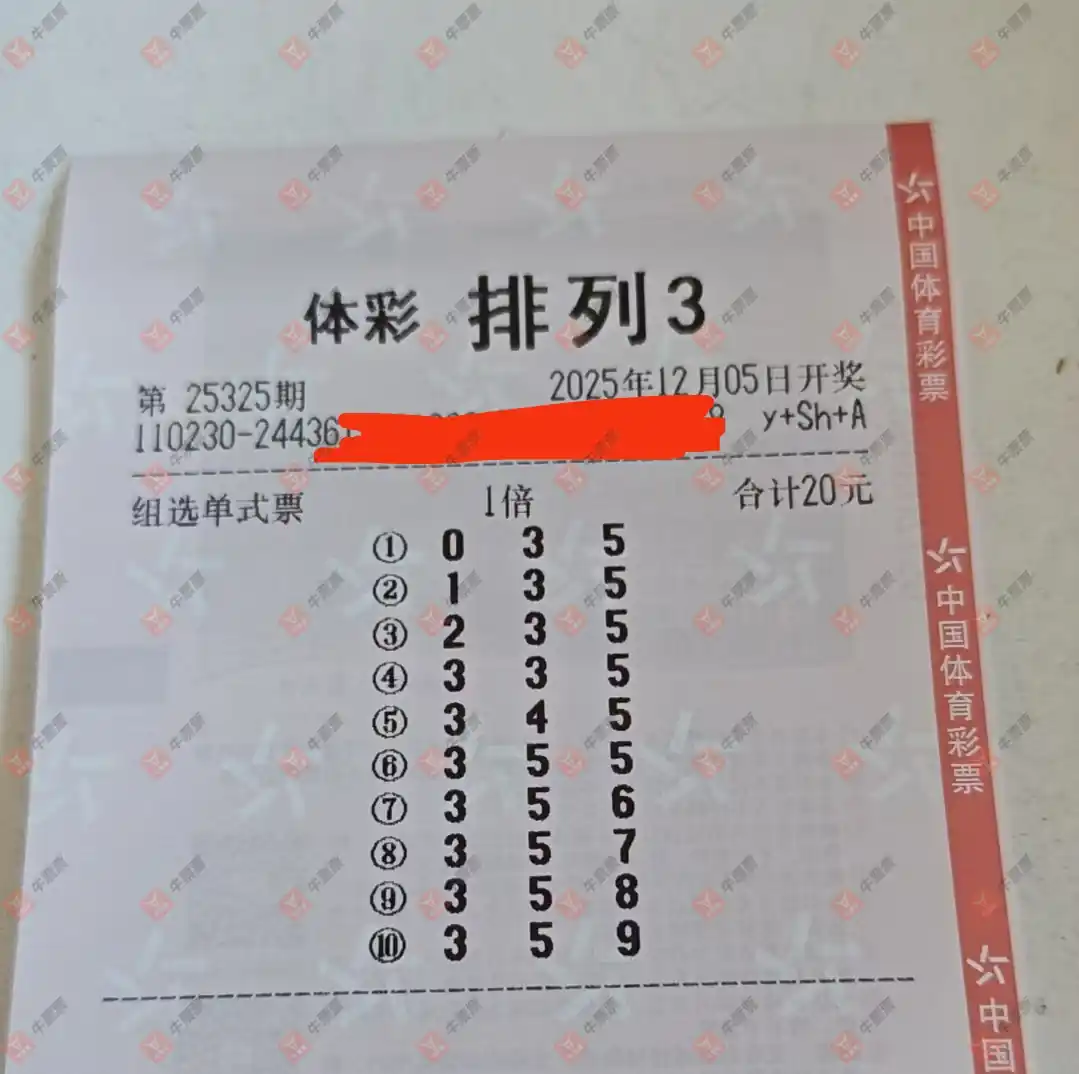 体彩 排列3
第 25325期 2025年12月05日开奖
110230-24436 y+Sh+A
组选单式票 1倍 合计20元
① 0 3 5
② 1 3 5
③ 2 3 5
④ 3 3 5
⑤ 3 4 5
⑥ 3 5 5
⑦ 3 5 6
⑧ 3 5 7
⑨ 3 5 8
⑩ 3 5 9
中国体育彩票
中国体育彩票
中国